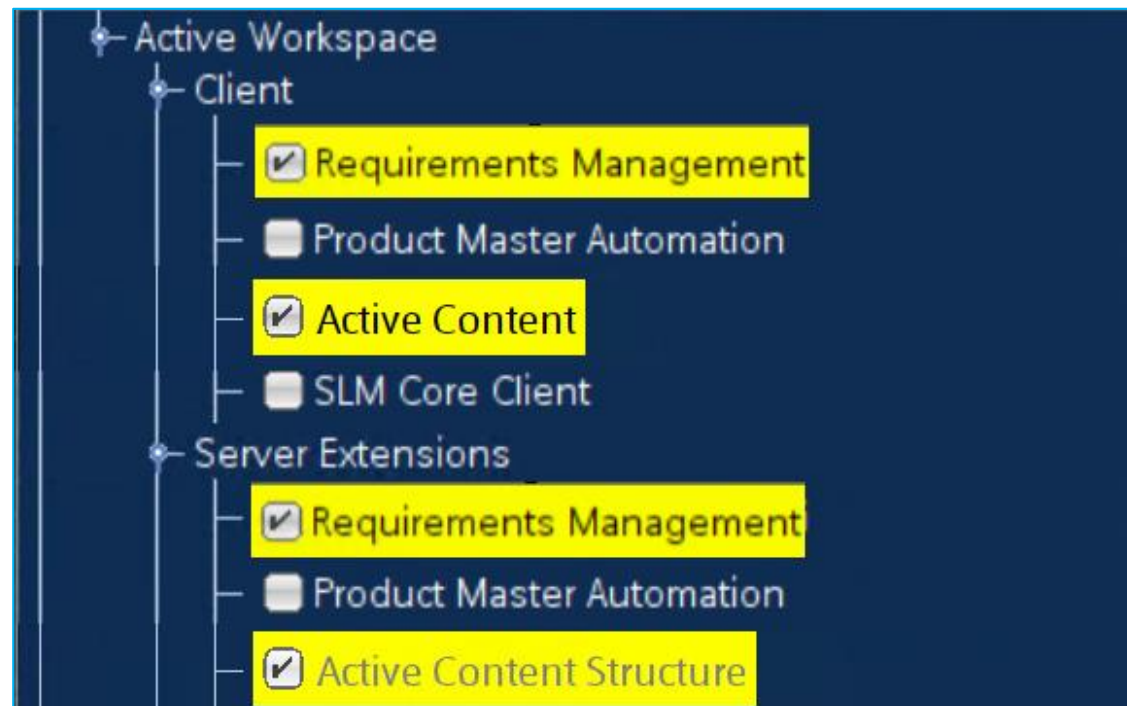 Active Workspace
Client
Requirements Management
Product Master Automation
Active Content
SLM Core Client
Server Extensions
Requirements Management
Product Master Automation
Active Content Structure